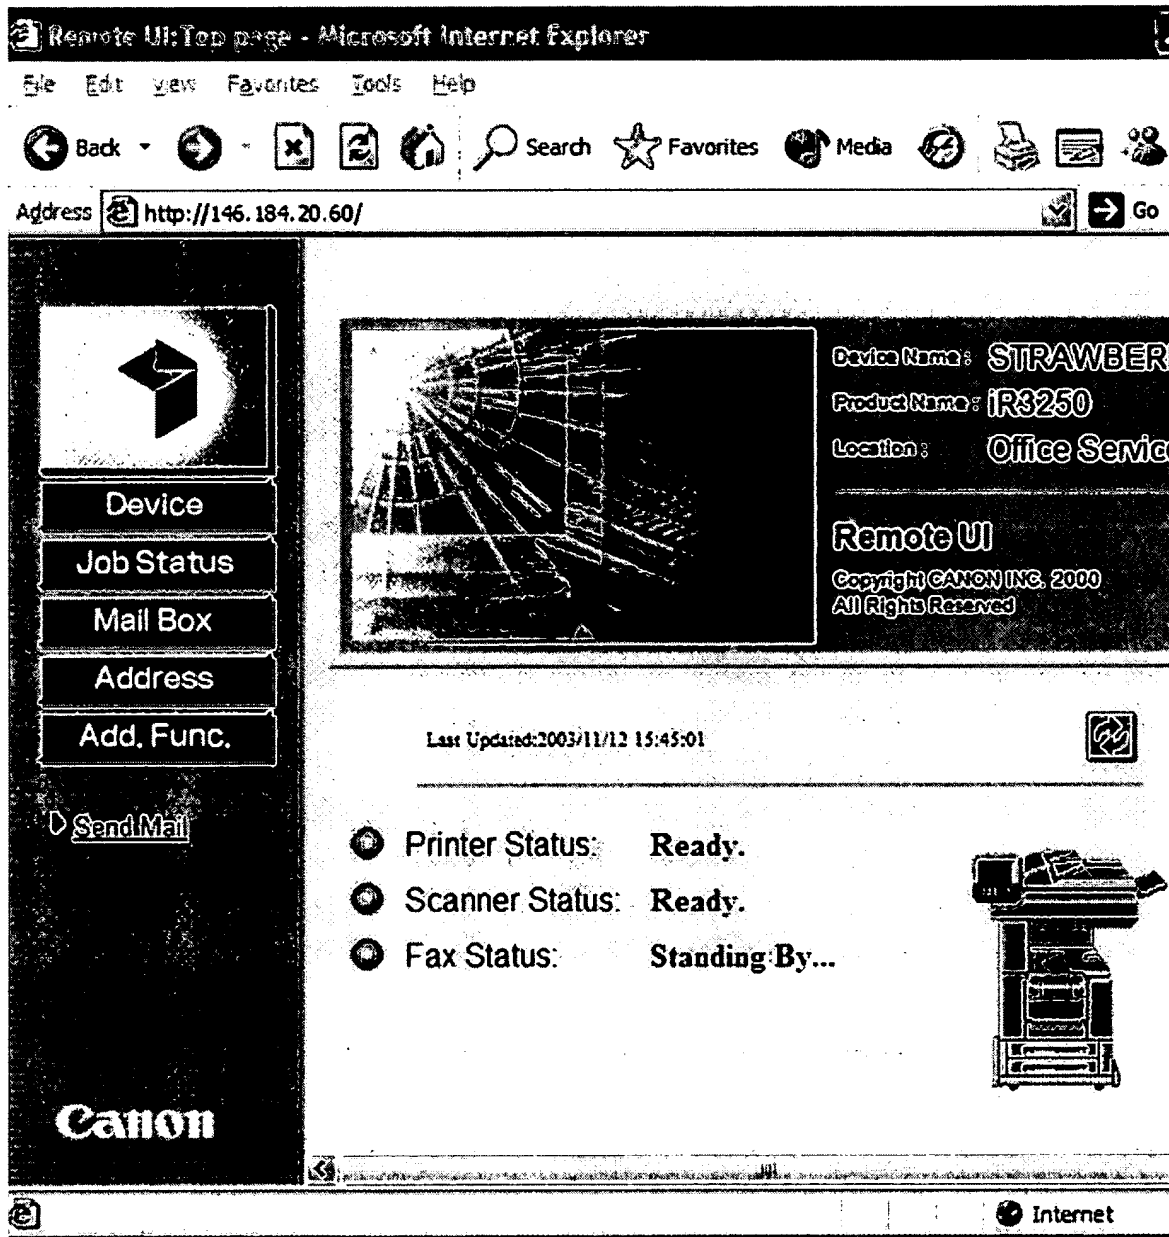 Remote UI:Top page - Microsoft Internet Explorer
File Edit View Favorites Tools Help
Back Search Favorites Media
Address http://146.184.20.60/ Go
Device Name: STRAWBER
Product Name: iR3250
Location: Office Service
Remote UI
Copyright CANON INC. 2000
All Rights Reserved
Device
Job Status
Mail Box
Address
Add. Func.
Send Mail
Last Updated:2003/11/12 15:45:01
Printer Status: Ready.
Scanner Status: Ready.
Fax Status: Standing By...
Canon
Internet